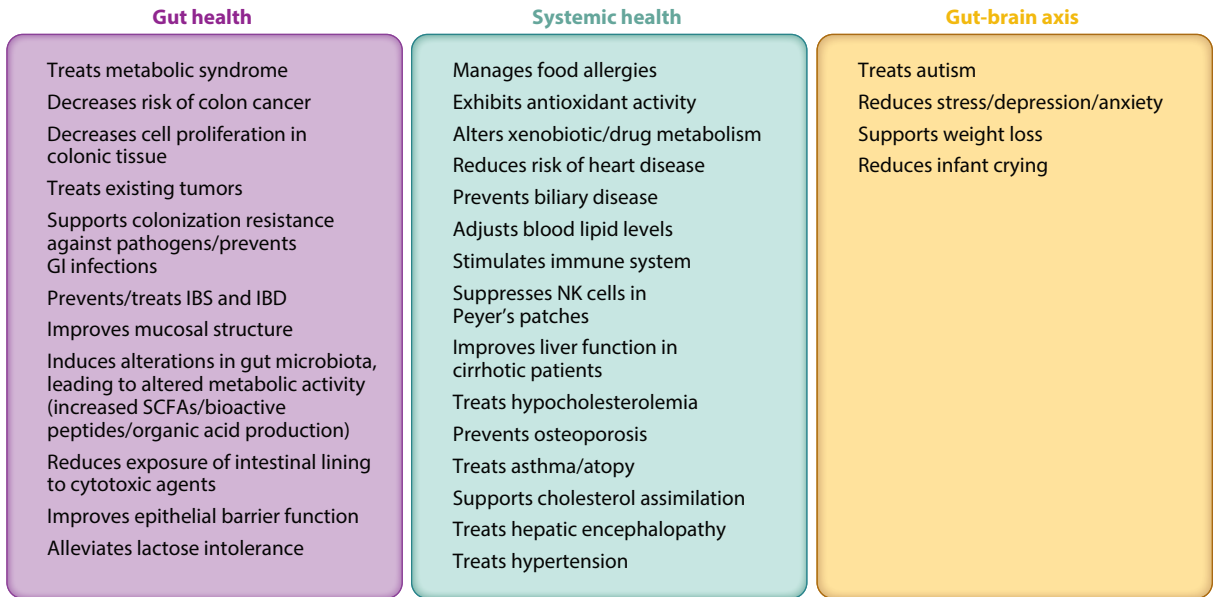 Gut health
Treats metabolic syndrome
Decreases risk of colon cancer
Decreases cell proliferation in
colonic tissue
Treats existing tumors
Supports colonization resistance
against pathogens/prevents
GI infections
Prevents/treats IBS and IBD
Improves mucosal structure
Induces alterations in gut microbiota,
leading to altered metabolic activity
(increased SCFAs/bioactive
peptides/organic acid production)
Reduces exposure of intestinal lining
to cytotoxic agents
Improves epithelial barrier function
Alleviates lactose intolerance
Systemic health
Manages food allergies
Exhibits antioxidant activity
Alters xenobiotic/drug metabolism
Reduces risk of heart disease
Prevents biliary disease
Adjusts blood lipid levels
Stimulates immune system
Suppresses NK cells in
Peyer's patches
Improves liver function in
cirrhotic patients
Treats hypocholesterolemia
Prevents osteoporosis
Treats asthma/atopy
Supports cholesterol assimilation
Treats hepatic encephalopathy
Treats hypertension
Gut-brain axis
Treats autism
Reduces stress/depression/anxiety
Supports weight loss
Reduces infant crying